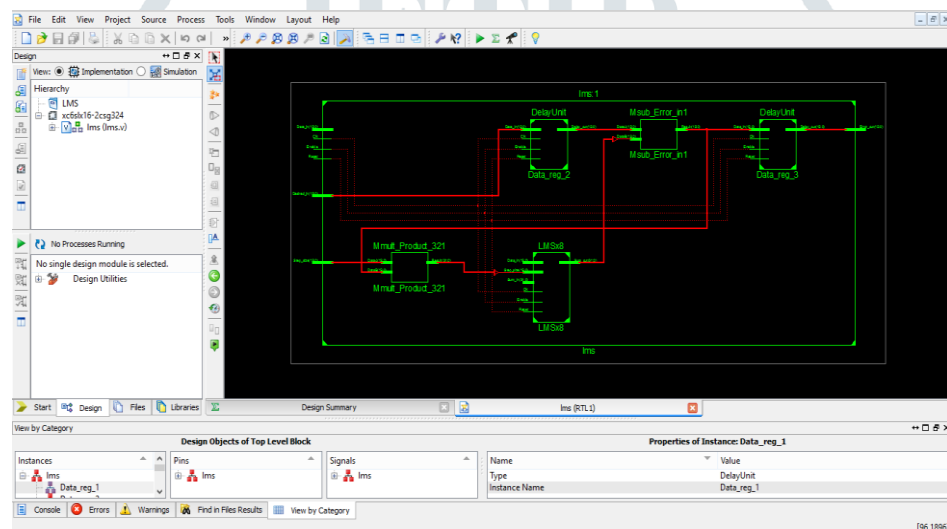 File Edit View Project Source Process Tools Window Layout Help
Design
View: Implementation Simulation
Hierarchy
LMS
xc6slx16-2csg324
lms (lms.v)
No Processes Running
No single design module is selected.
Design Utilities
lms:1
DelayUnit
Msub_Error_in1
DelayUnit
Data_reg_2
Msub_Error_in1
Data_reg_3
Mmult_Product_321
LMSx8
Mmult_Product_321
LMSx8
lms
Start Design Files Libraries Design Summary lms (RTL1)
View by Category
Design Objects of Top Level Block Properties of Instance: Data_reg_1
Instances Pins Signals Name Value
lms lms lms Type DelayUnit
Data_reg_1 Instance Name Data_reg_1
Console Errors Warnings Find in Files Results View by Category
[96,1896